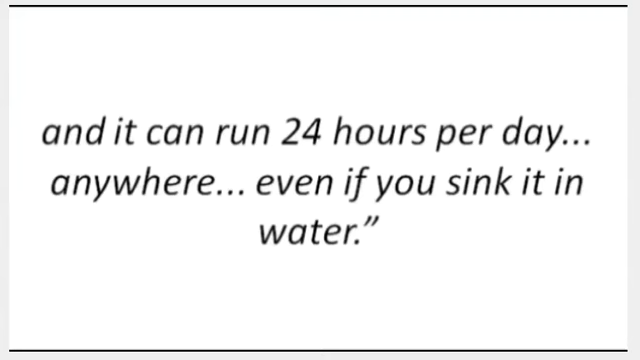 and it can run 24 hours per day...
anywhere... even if you sink it in
water.”